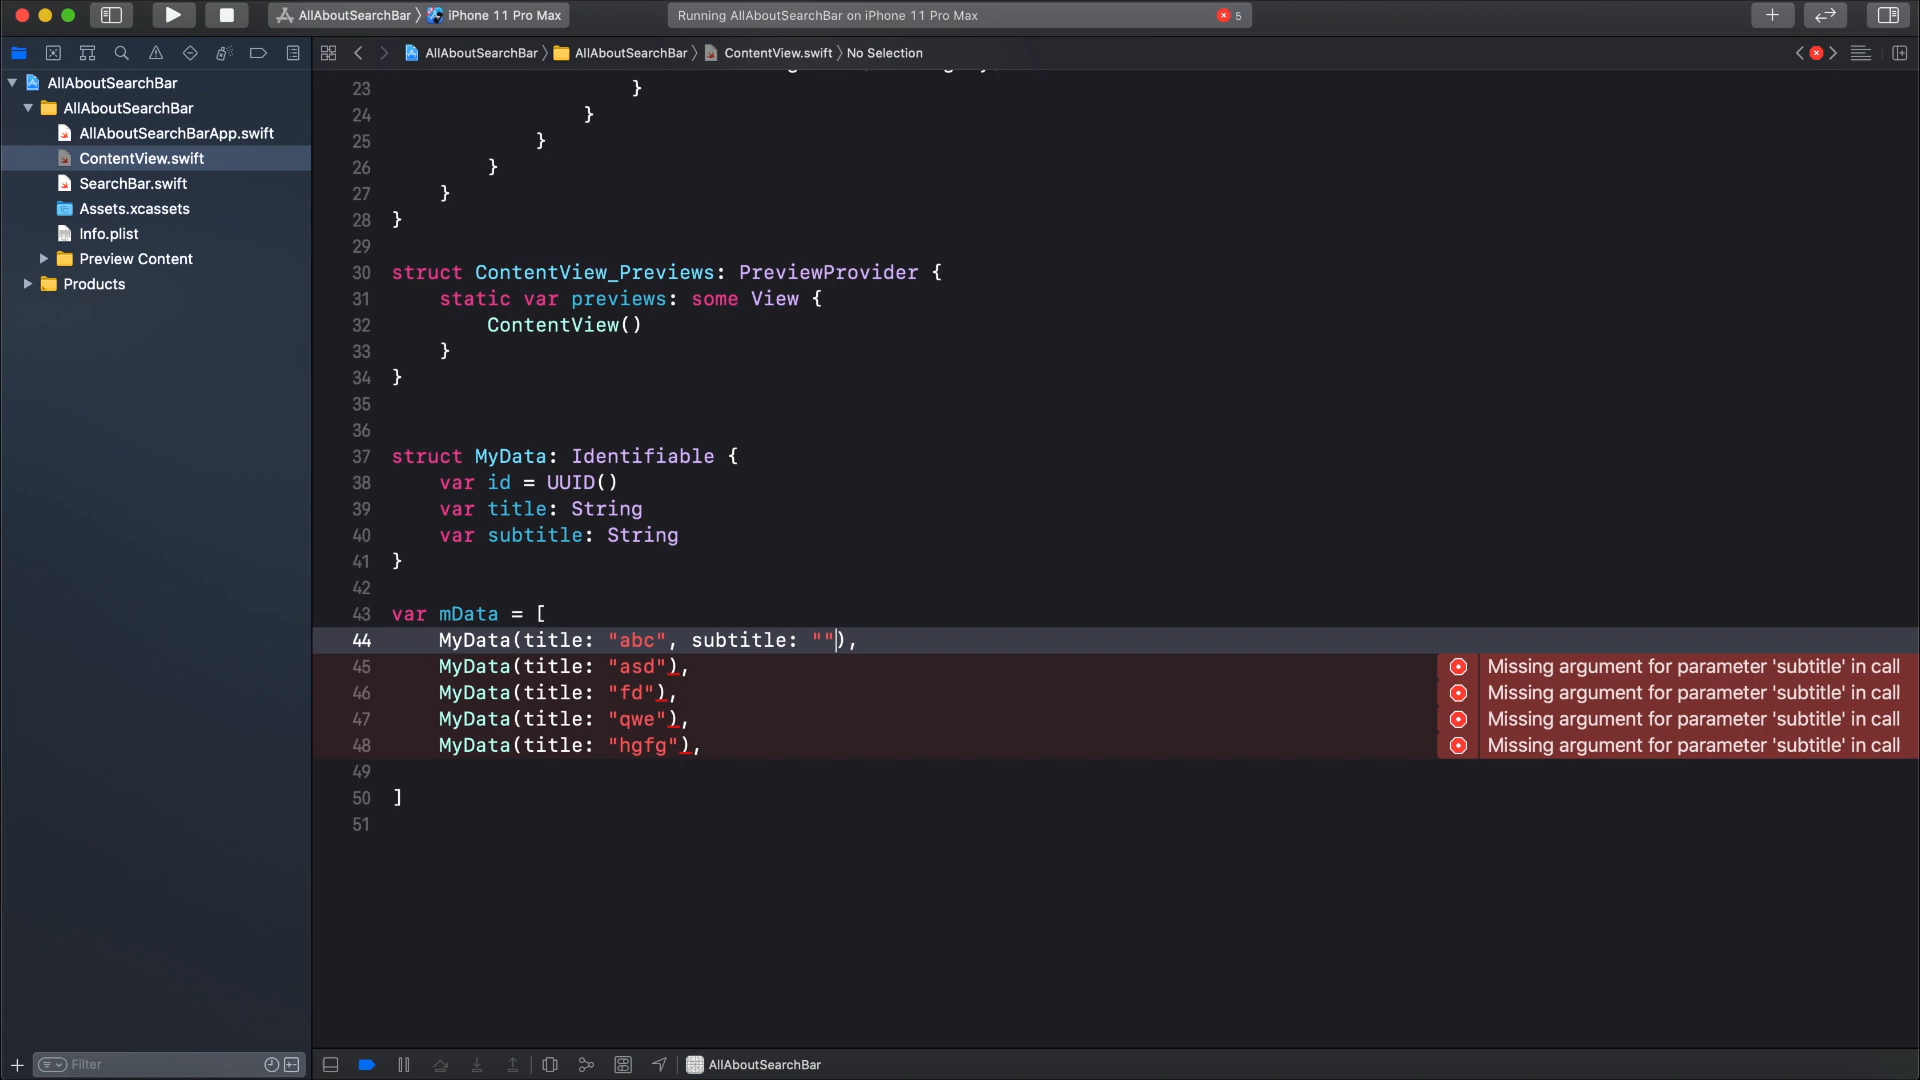 AllAboutSearchBar 〉 iPhone 11 Pro Max
Running AllAboutSearchBar on iPhone 11 Pro Max
5
AllAboutSearchBar 〉 AllAboutSearchBar 〉 ContentView.swift 〉 No Selection
AllAboutSearchBar
AllAboutSearchBar
AllAboutSearchBarApp.swift
ContentView.swift
SearchBar.swift
Assets.xcassets
Info.plist
Preview Content
Products
23 }
24 }
25 }
26 }
27 }
28 }
29
30 struct ContentView_Previews: PreviewProvider {
31 static var previews: some View {
32 ContentView()
33 }
34 }
35
36
37 struct MyData: Identifiable {
38 var id = UUID()
39 var title: String
40 var subtitle: String
41 }
42
43 var mData = [
44 MyData(title: "abc", subtitle: ""),
45 MyData(title: "asd"), Missing argument for parameter 'subtitle' in call
46 MyData(title: "fd"), Missing argument for parameter 'subtitle' in call
47 MyData(title: "qwe"), Missing argument for parameter 'subtitle' in call
48 MyData(title: "hgfg"), Missing argument for parameter 'subtitle' in call
49
50 ]
51
Filter
AllAboutSearchBar